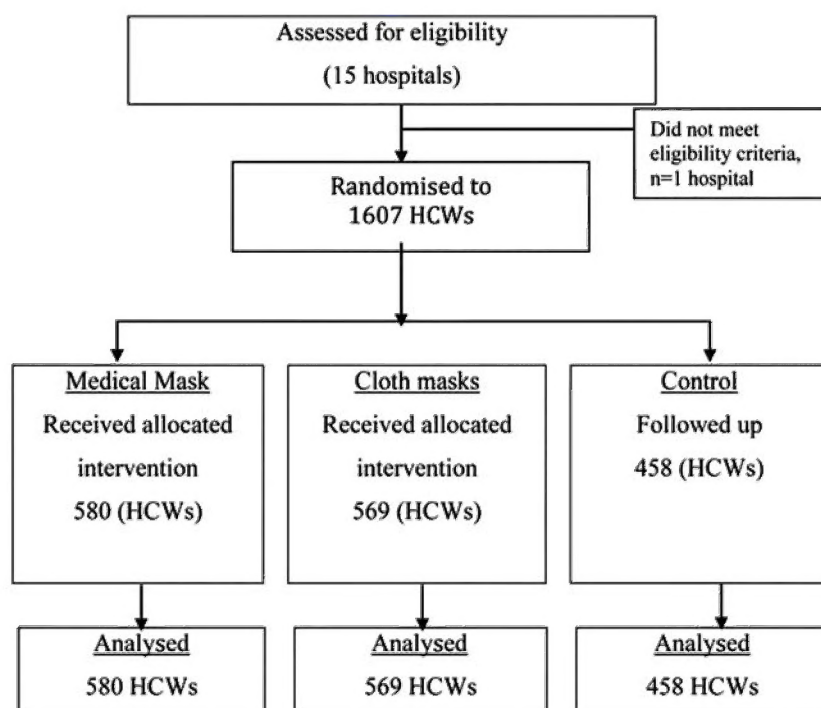 Assessed for eligibility
(15 hospitals)
Did not meet
eligibility criteria,
n=1 hospital
Randomised to
1607 HCWs
Medical Mask
Received allocated
intervention
580 (HCWs)
Cloth masks
Received allocated
intervention
569 (HCWs)
Control
Followed up
458 (HCWs)
Analysed
580 HCWs
Analysed
569 HCWs
Analysed
458 HCWs